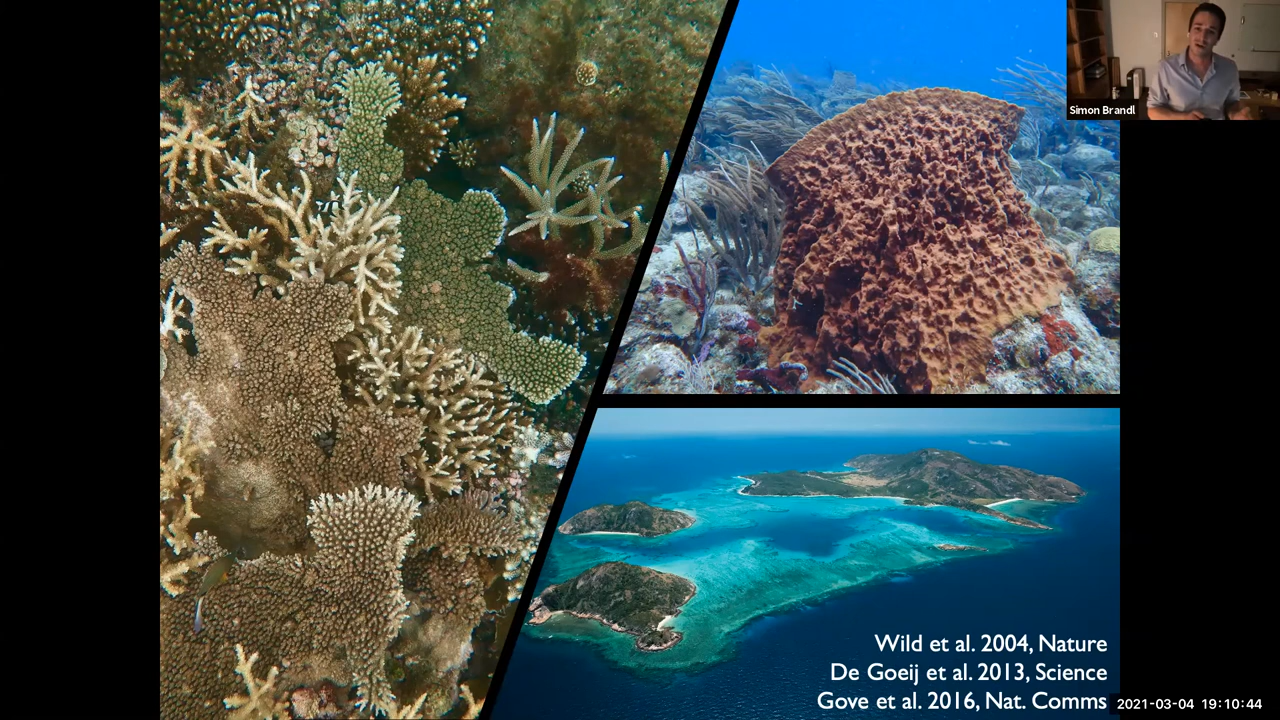 Simon Brandl
Wild et al. 2004, Nature
De Goeij et al. 2013, Science
Gove et al. 2016, Nat. Comms
2021-03-04 19:10:44